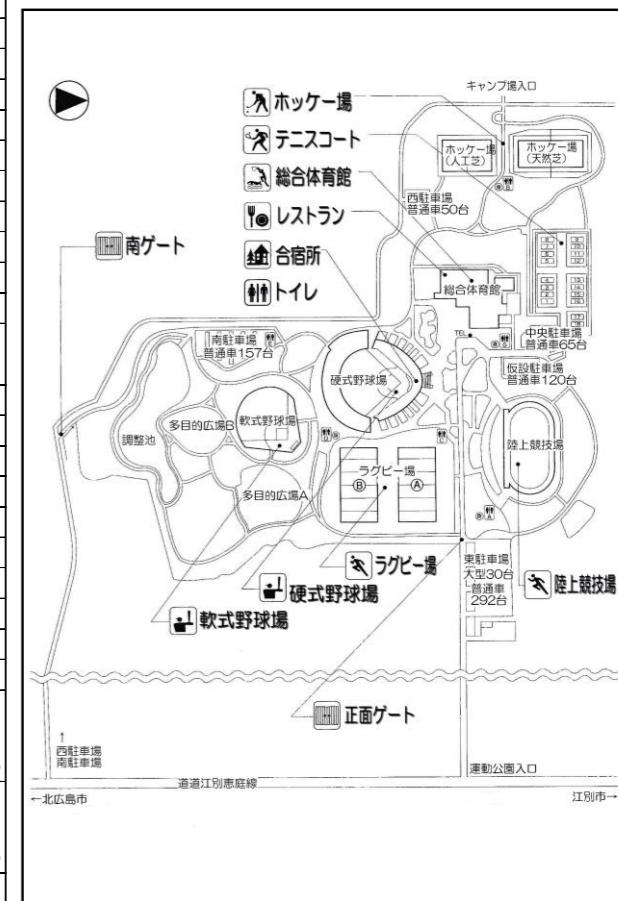 キャンプ場入口
ホッケー場
テニスコート
総合体育館
レストラン
合宿所
トイレ
ホッケー場
(人工芝)
ホッケー場
(天然芝)
西駐車場
普通車50台
南ゲート
総合体育館
TEL
中央駐車場
普通車65台
南駐車場
普通車157台
仮設駐車場
普通車120台
硬式野球場
軟式野球場
多目的広場B
調整池
陸上競技場
ラグビー場
B
A
多目的広場A
ラグビー場
東駐車場
大型30台
普通車
292台
陸上競技場
硬式野球場
軟式野球場
正面ゲート
↑
西駐車場
南駐車場
運動公園入口
道道江別恵庭線
←北広島市
江別市→